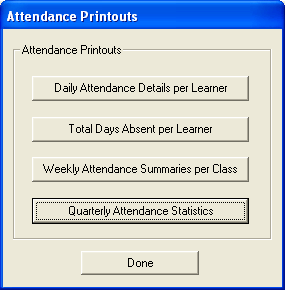 Attendance Printouts
Attendance Printouts
Daily Attendance Details per Learner
Total Days Absent per Learner
Weekly Attendance Summaries per Class
Quarterly Attendance Statistics
Done